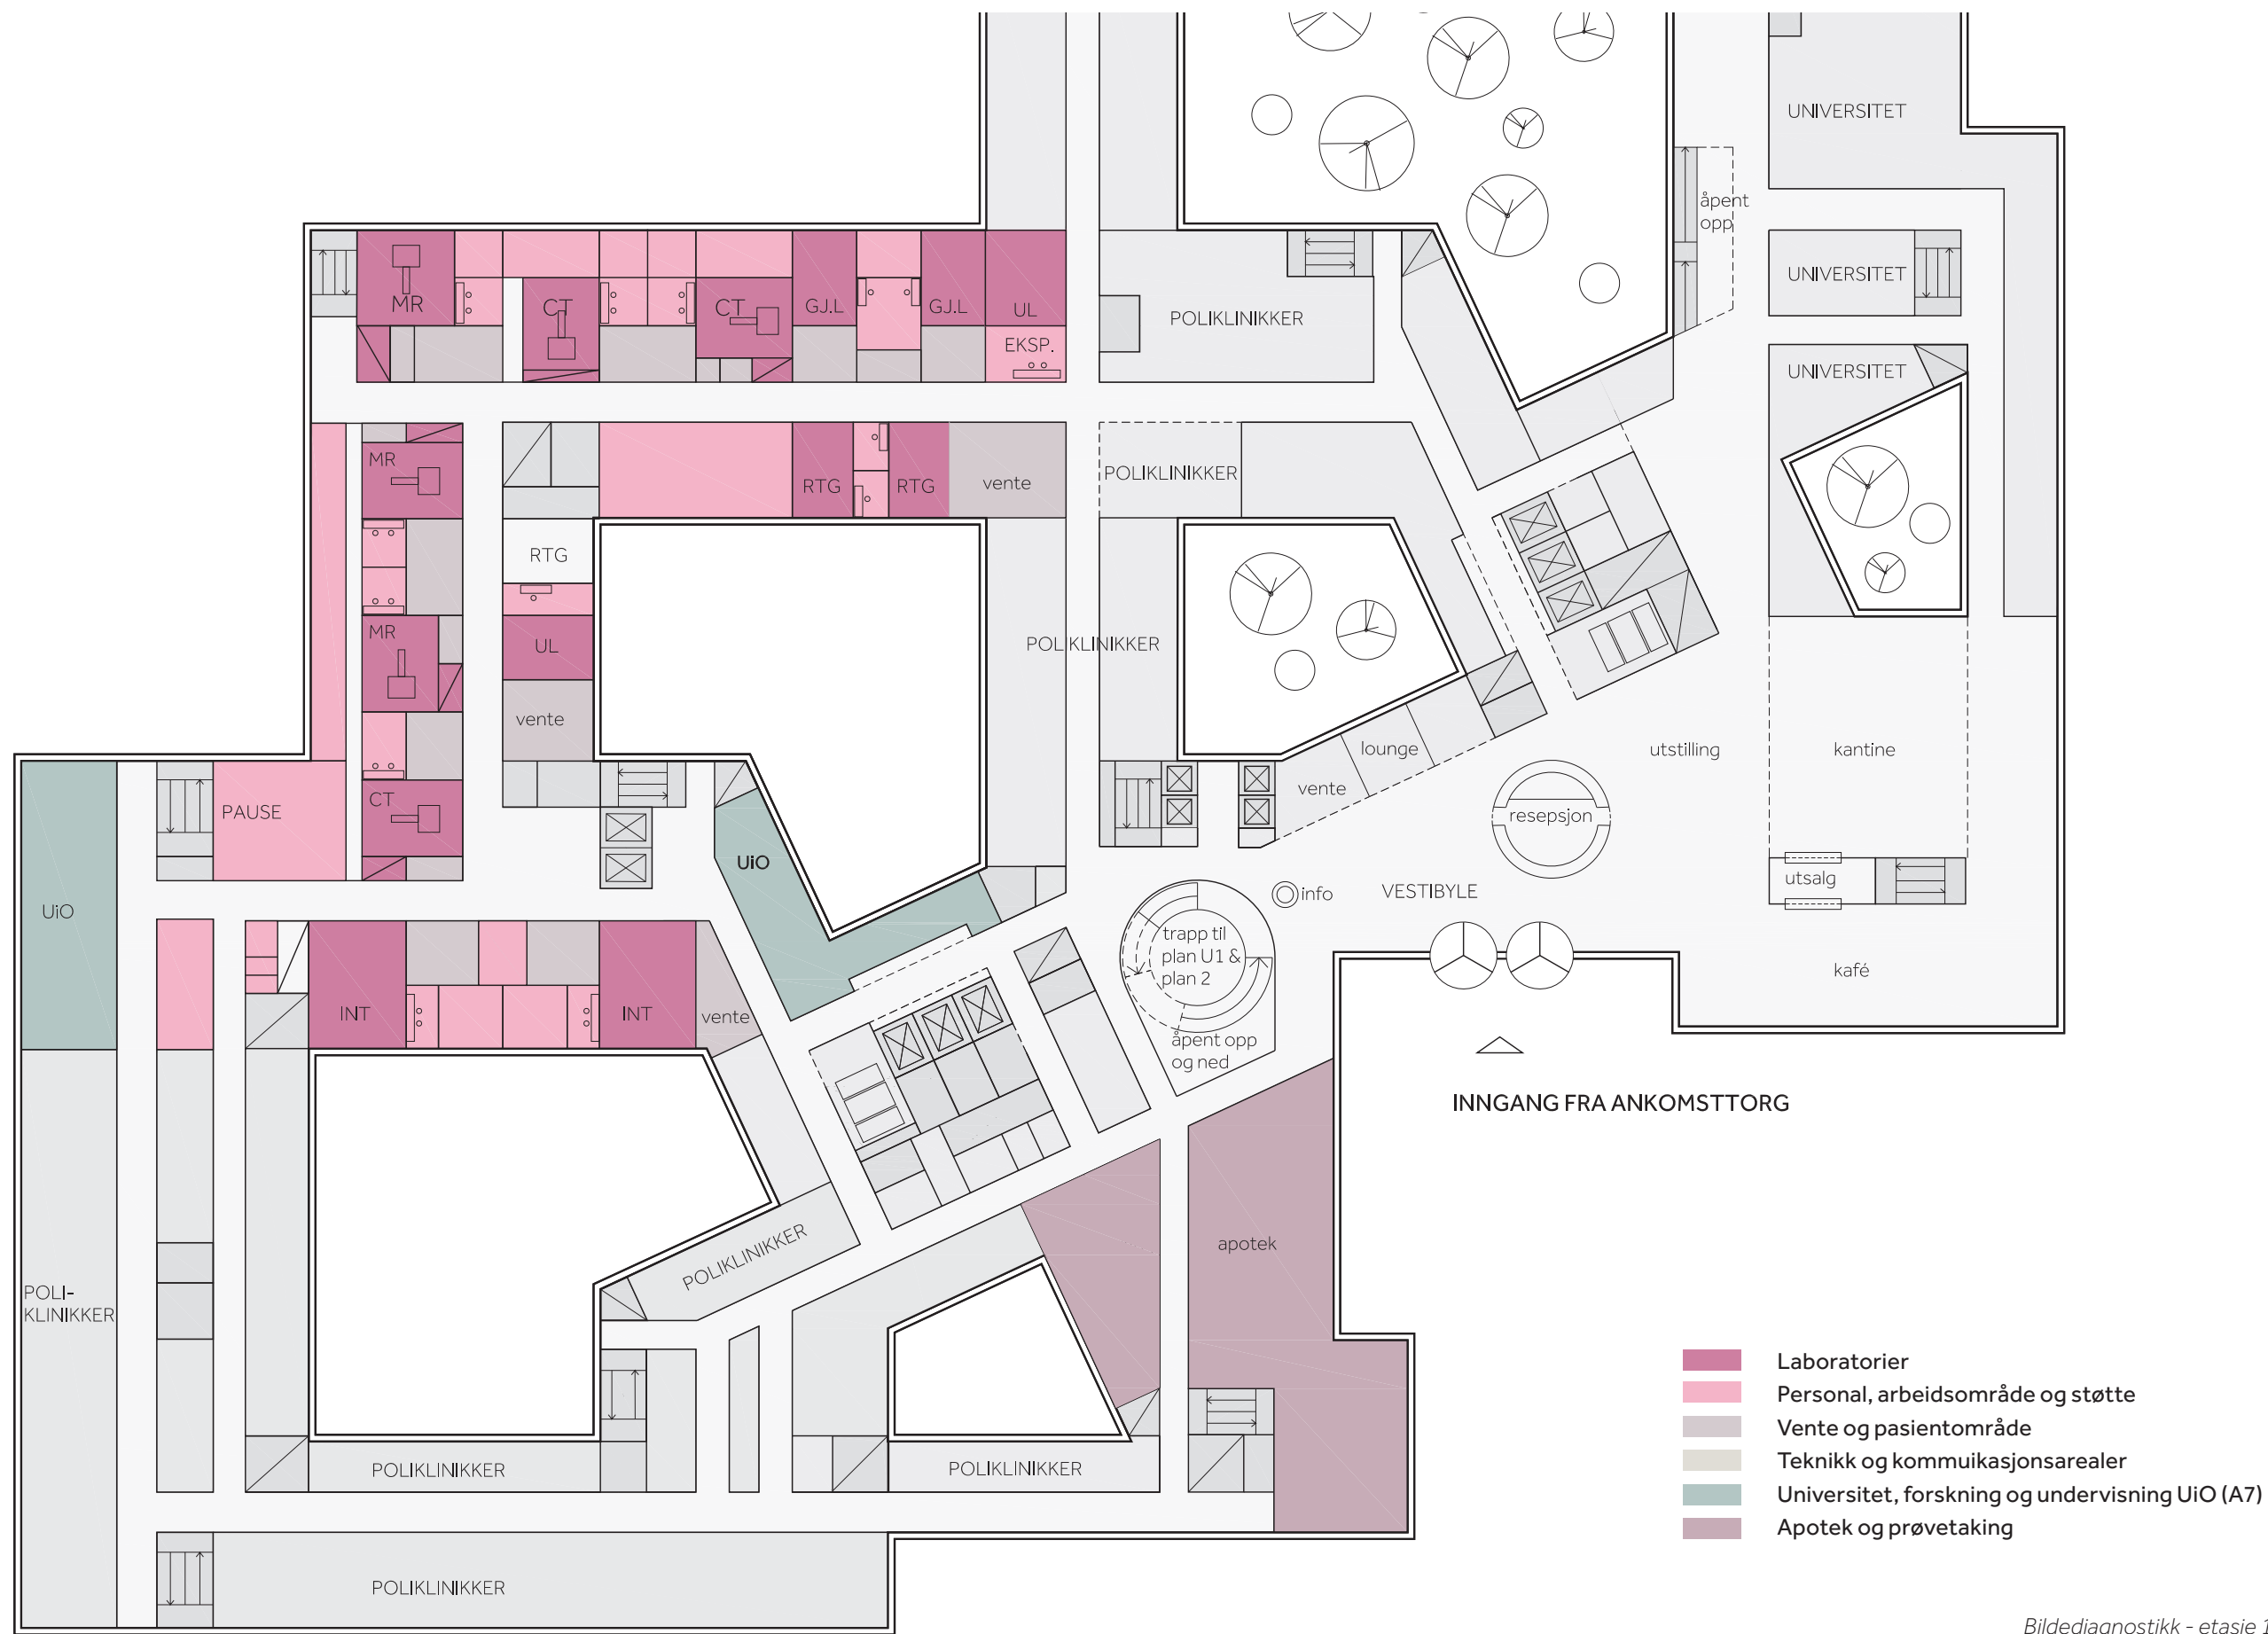 UNIVERSITET
åpent
opp
UNIVERSITET
MR
CT
CT
GJ.L
GJ.L
UL
EKSP.
POLIKLINIKKER
UNIVERSITET
MR
RTG
RTG
vente
POLIKLINIKKER
RTG
MR
UL
POLIKLINIKKER
vente
lounge
vente
utstilling
kantine
CT
PAUSE
resepsjon
UiO
utsalg
UiO
info
VESTIBYLE
trapp til
plan U1 &
plan 2
kafé
INT
INT
vente
åpent opp
og ned
INNGANG FRA ANKOMSTTORG
POLIKLINIKKER
apotek
POLI-
KLINIKKER
POLIKLINIKKER
POLIKLINIKKER
POLIKLINIKKER
Laboratorier
Personal, arbeidsområde og støtte
Vente og pasientområde
Teknikk og kommuikasjonsarealer
Universitet, forskning og undervisning UiO (A7)
Apotek og prøvetaking
Bildediagnostikk - etasje 1